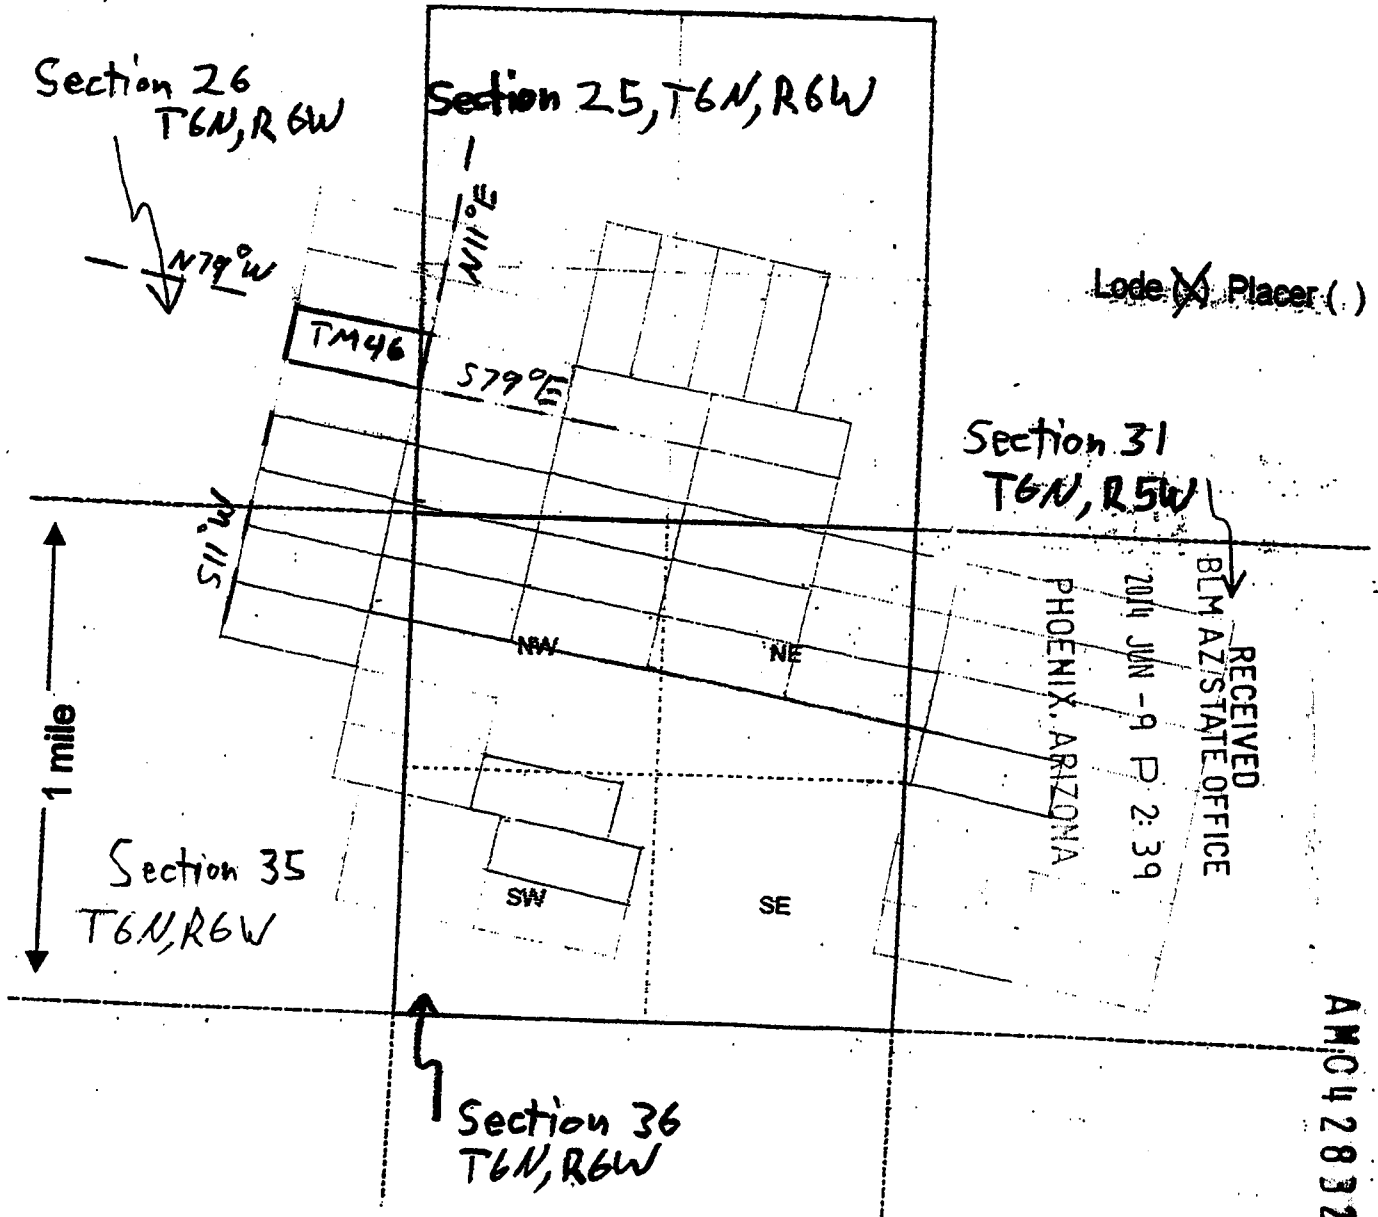 Section 26
T6N, R6W
Section 25, T6N, R6W
N11°E
N79°W
Lode (X) Placer ( )
TM46
S79°E
Section 31
T6N, R5W
S11°W
NW
NE
1 mile
RECEIVED
BLM AZ STATE OFFICE
2014 JUN -9 P 2:39
PHOENIX, ARIZONA
Section 35
T6N, R6W
SW
SE
Section 36
T6N, R6W
AMC42832